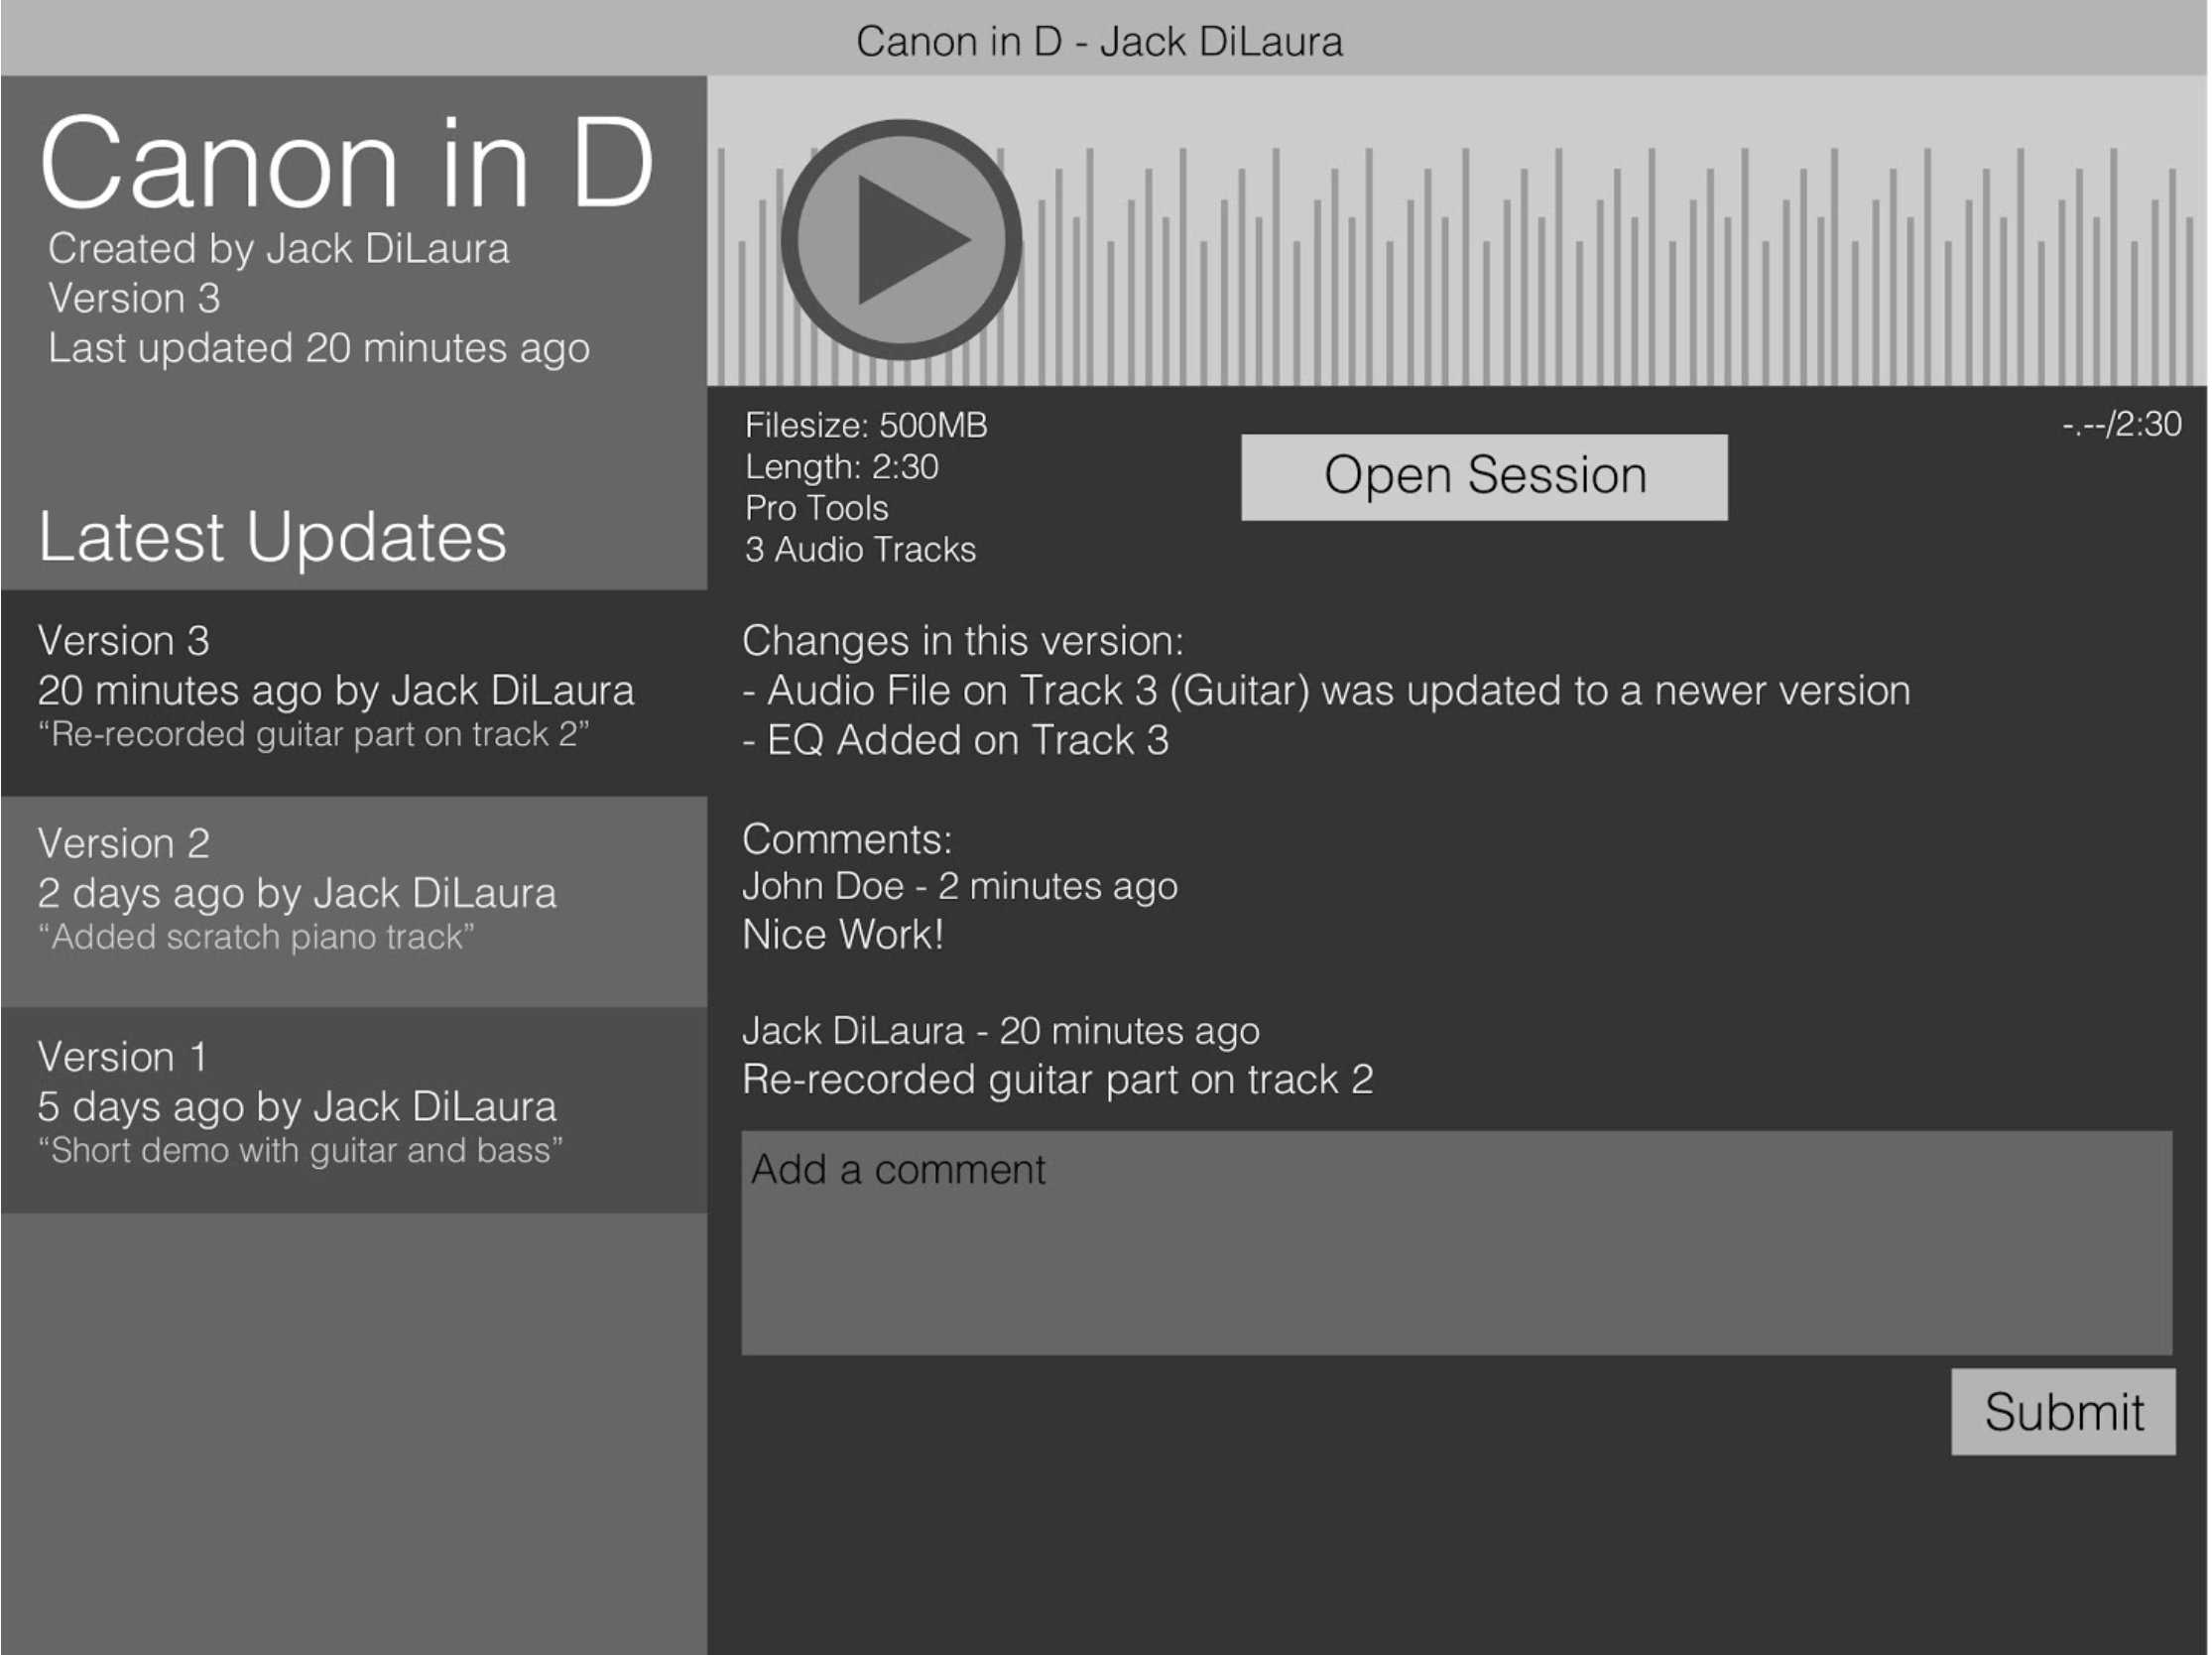 Canon in D - Jack DiLaura
Canon in D
Created by Jack DiLaura
Version 3
Last updated 20 minutes ago
Latest Updates
Version 3
20 minutes ago by Jack DiLaura
“Re-recorded guitar part on track 2”
Version 2
2 days ago by Jack DiLaura
“Added scratch piano track”
Version 1
5 days ago by Jack DiLaura
“Short demo with guitar and bass”
Filesize: 500MB
Length: 2:30
Pro Tools
3 Audio Tracks
Open Session
-.--/2:30
Changes in this version:
- Audio File on Track 3 (Guitar) was updated to a newer version
- EQ Added on Track 3
Comments:
John Doe - 2 minutes ago
Nice Work!
Jack DiLaura - 20 minutes ago
Re-recorded guitar part on track 2
Add a comment
Submit